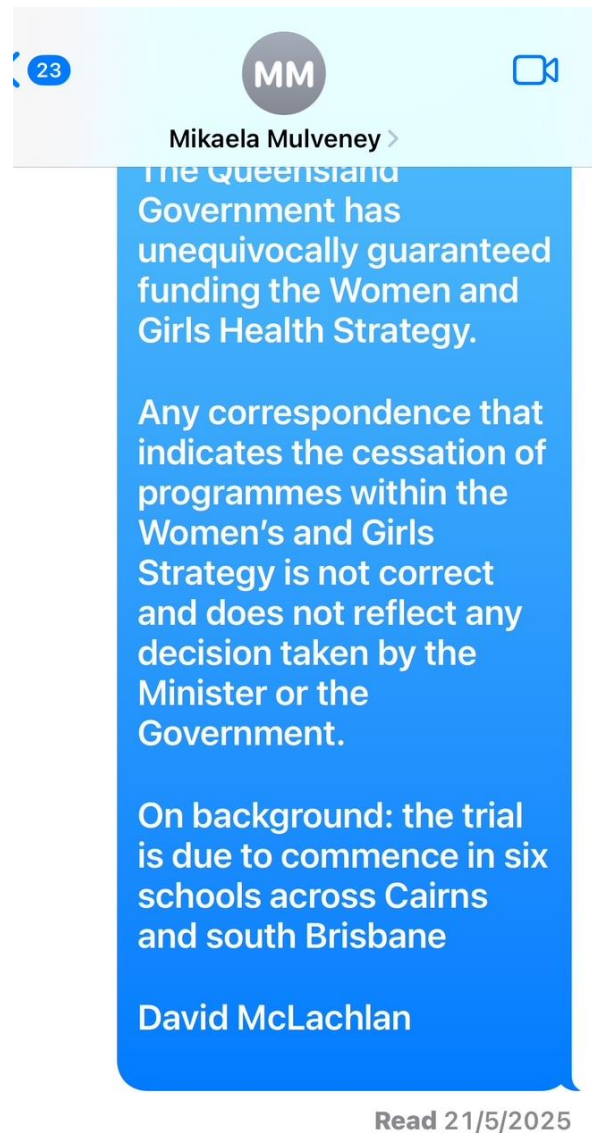 23
MM
Mikaela Mulveney
The Queensland
Government has
unequivocally guaranteed
funding the Women and
Girls Health Strategy.
Any correspondence that
indicates the cessation of
programmes within the
Women’s and Girls
Strategy is not correct
and does not reflect any
decision taken by the
Minister or the
Government.
On background: the trial
is due to commence in six
schools across Cairns
and south Brisbane
David McLachlan
Read 21/5/2025